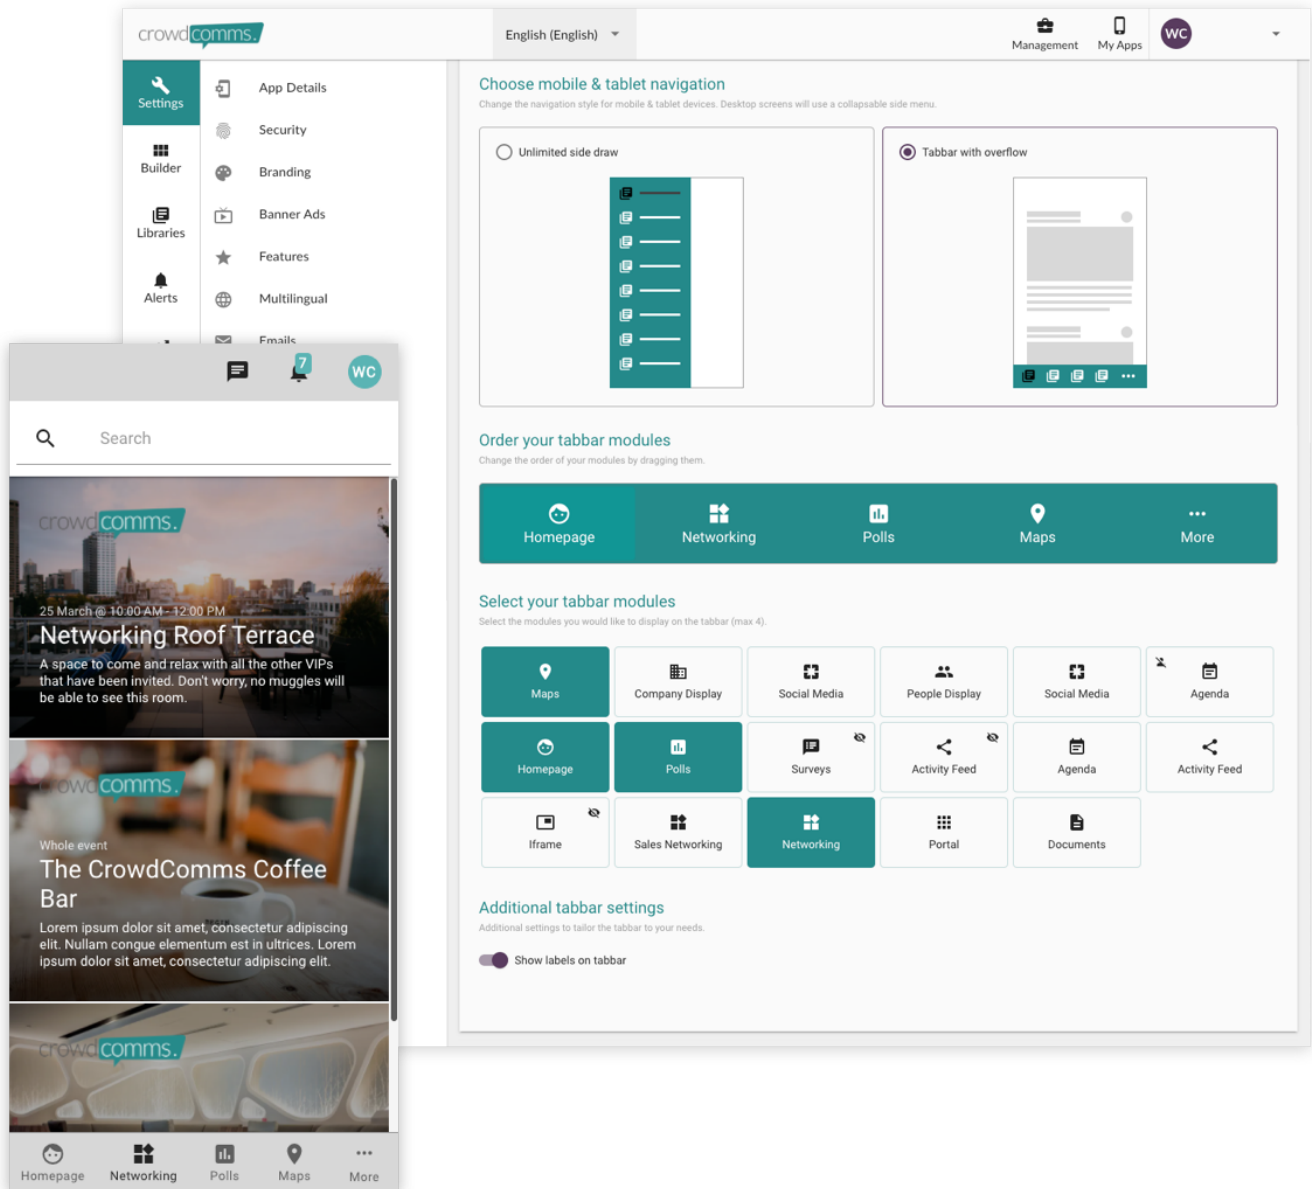 crowdcomms.
English (English)
Management
My Apps
WC
Settings
Builder
Libraries
Alerts
App Details
Security
Branding
Banner Ads
Features
Multilingual
Emails
Choose mobile & tablet navigation
Change the navigation style for mobile & tablet devices. Desktop screens will use a collapsable side menu.
Unlimited side draw
Tabbar with overflow
Order your tabbar modules
Change the order of your modules by dragging them.
Homepage
Networking
Polls
Maps
More
Select your tabbar modules
Select the modules you would like to display on the tabbar (max 4).
Maps
Company Display
Social Media
People Display
Social Media
Agenda
Homepage
Polls
Surveys
Activity Feed
Agenda
Activity Feed
Iframe
Sales Networking
Networking
Portal
Documents
Additional tabbar settings
Additional settings to tailor the tabbar to your needs.
Show labels on tabbar
7
WC
Search
crowdcomms.
25 March @ 10:00 AM - 12:00 PM
Networking Roof Terrace
A space to come and relax with all the other VIPs
that have been invited. Don't worry, no muggles will
be able to see this room.
crowdcomms.
Whole event
The CrowdComms Coffee
Bar
Lorem ipsum dolor sit amet, consectetur adipiscing
elit. Nullam congue elementum est in ultrices. Lorem
ipsum dolor sit amet, consectetur adipiscing elit.
crowdcomms.
Homepage
Networking
Polls
Maps
More